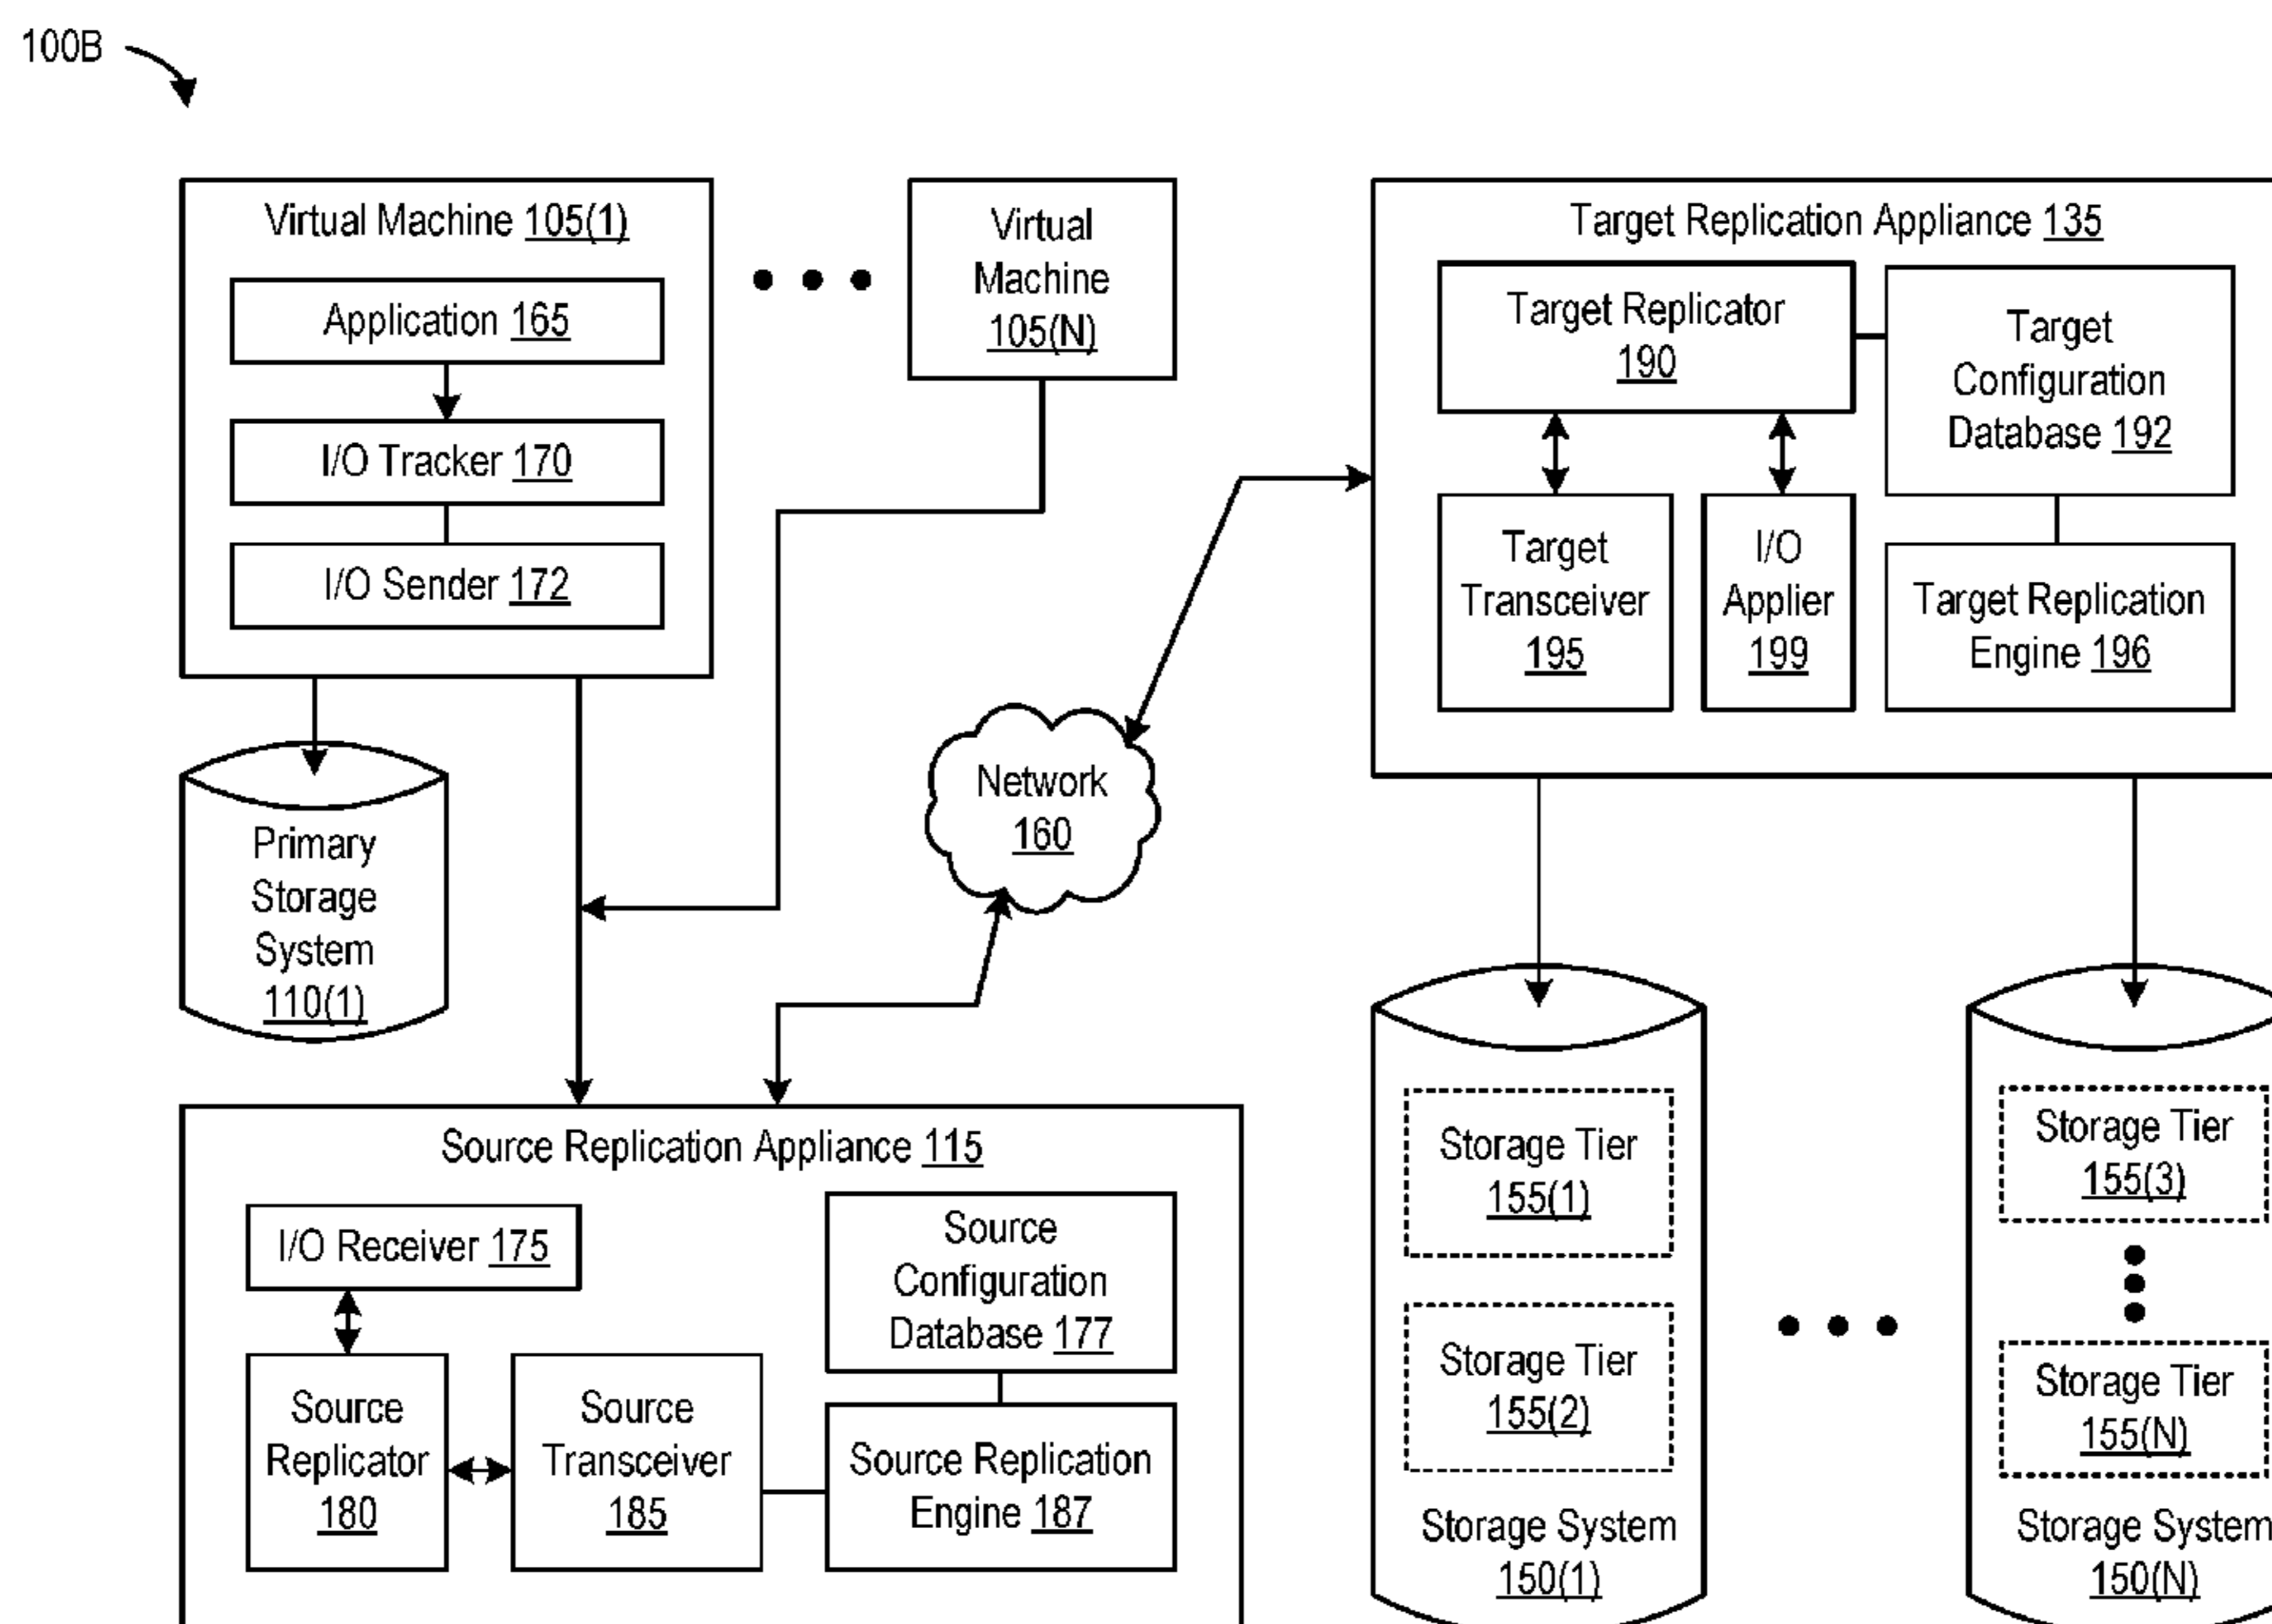 100B
Virtual Machine 105(1)
Application 165
I/O Tracker 170
I/O Sender 172
Virtual
Machine
105(N)
Primary
Storage
System
110(1)
Network
160
Source Replication Appliance 115
I/O Receiver 175
Source
Replicator
180
Source
Transceiver
185
Source
Configuration
Database 177
Source Replication
Engine 187
Target Replication Appliance 135
Target Replicator
190
Target
Configuration
Database 192
Target
Transceiver
195
I/O
Applier
199
Target Replication
Engine 196
Storage Tier
155(1)
Storage Tier
155(2)
Storage System
150(1)
Storage Tier
155(3)
Storage Tier
155(N)
Storage System
150(N)